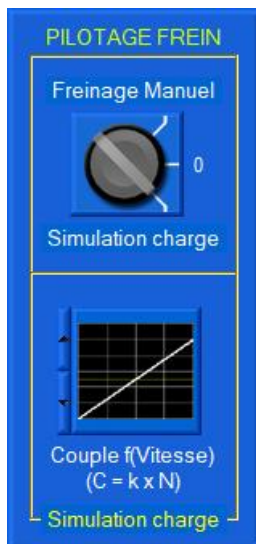 PILOTAGE FREIN
Freinage Manuel
0
Simulation charge
Couple f(Vitesse)
(C = k x N)
Simulation charge